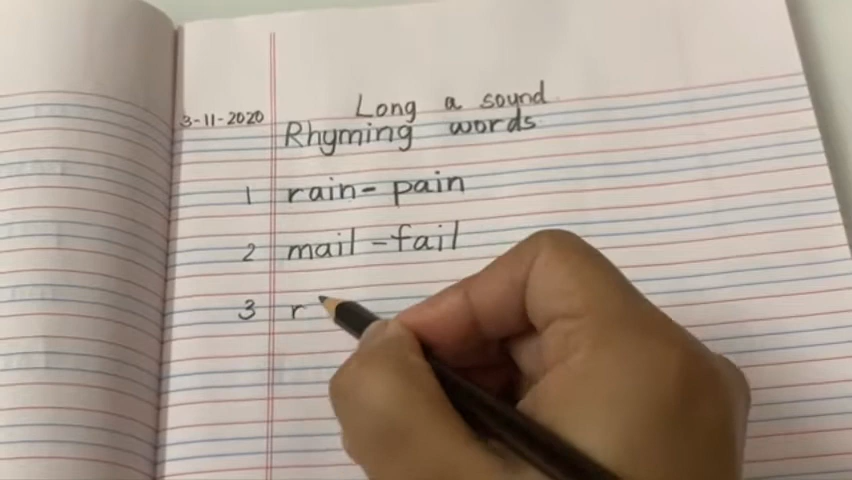 Long a sound
3-11-2020 Rhyming words
1 rain- pain
2 mail -fail
3 r